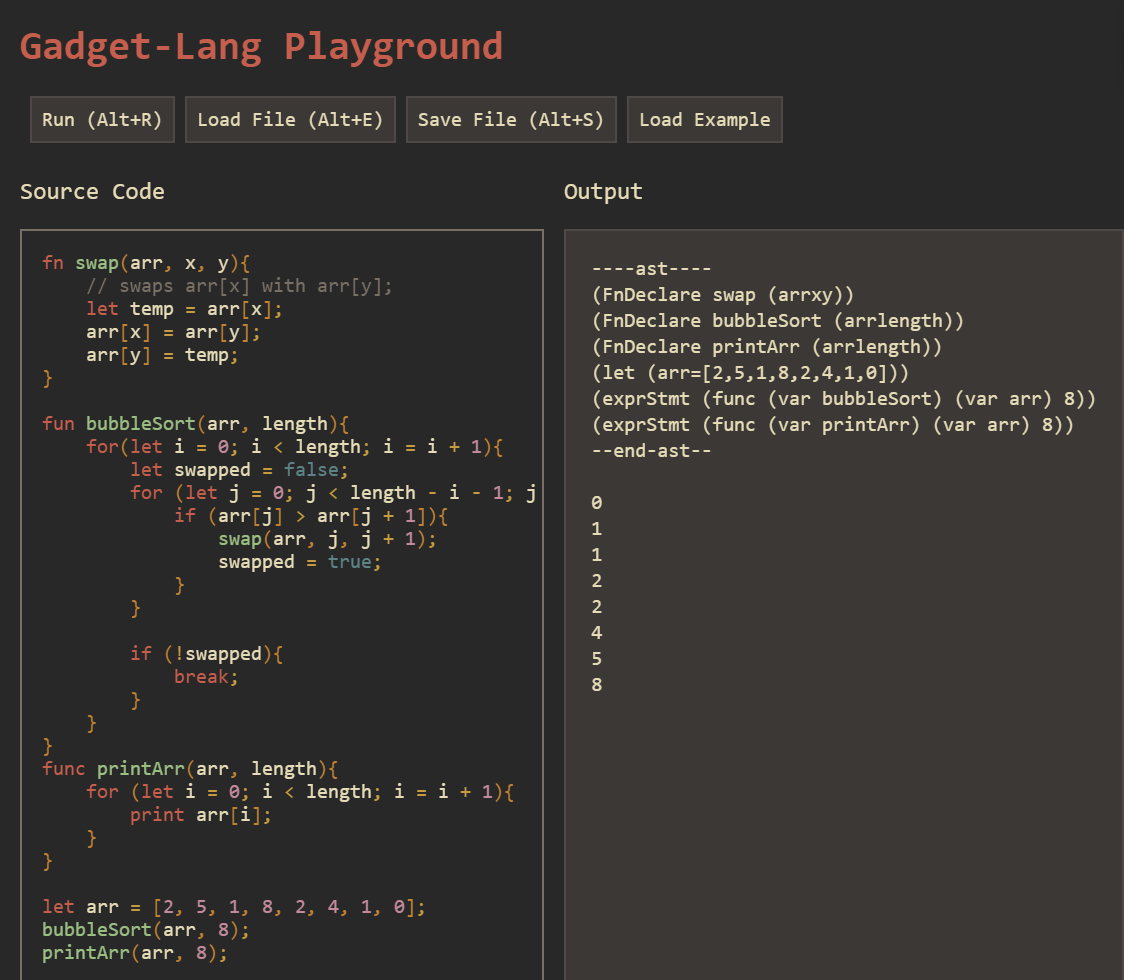 Gadget-Lang Playground
Run (Alt+R) Load File (Alt+E) Save File (Alt+S) Load Example
Source Code
fn swap(arr, x, y){
    // swaps arr[x] with arr[y];
    let temp = arr[x];
    arr[x] = arr[y];
    arr[y] = temp;
}

fun bubbleSort(arr, length){
    for(let i = 0; i < length; i = i + 1){
        let swapped = false;
        for (let j = 0; j < length - i - 1; j
            if (arr[j] > arr[j + 1]){
                swap(arr, j, j + 1);
                swapped = true;
            }
        }

        if (!swapped){
            break;
        }
    }
}
func printArr(arr, length){
    for (let i = 0; i < length; i = i + 1){
        print arr[i];
    }
}

let arr = [2, 5, 1, 8, 2, 4, 1, 0];
bubbleSort(arr, 8);
printArr(arr, 8);
Output
----ast----
(FnDeclare swap (arrxy))
(FnDeclare bubbleSort (arrlength))
(FnDeclare printArr (arrlength))
(let (arr=[2,5,1,8,2,4,1,0]))
(exprStmt (func (var bubbleSort) (var arr) 8))
(exprStmt (func (var printArr) (var arr) 8))
--end-ast--

0
1
1
2
2
4
5
8